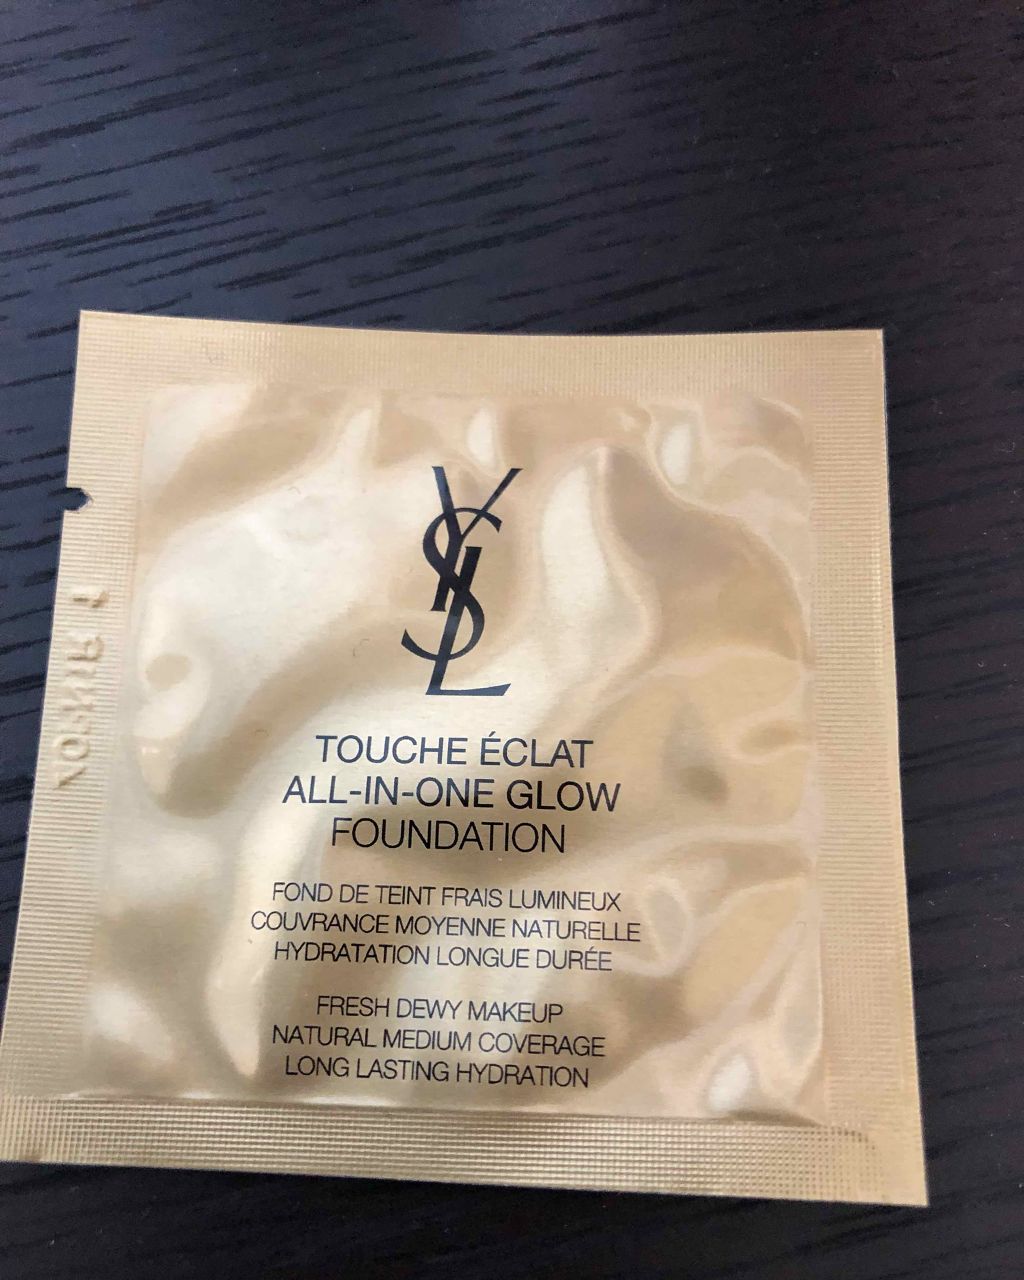 YSL
TOUCHE ÉCLAT
ALL-IN-ONE GLOW
FOUNDATION
FOND DE TEINT FRAIS LUMINEUX
COUVRANCE MOYENNE NATURELLE
HYDRATATION LONGUE DURÉE
FRESH DEWY MAKEUP
NATURAL MEDIUM COVERAGE
LONG LASTING HYDRATION